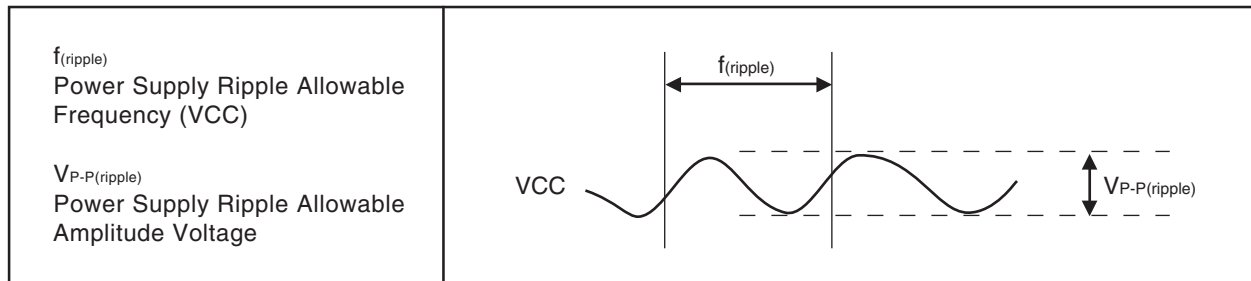 f(ripple)
Power Supply Ripple Allowable
Frequency (VCC)
VP-P(ripple)
Power Supply Ripple Allowable
Amplitude Voltage
f(ripple)
VCC
VP-P(ripple)